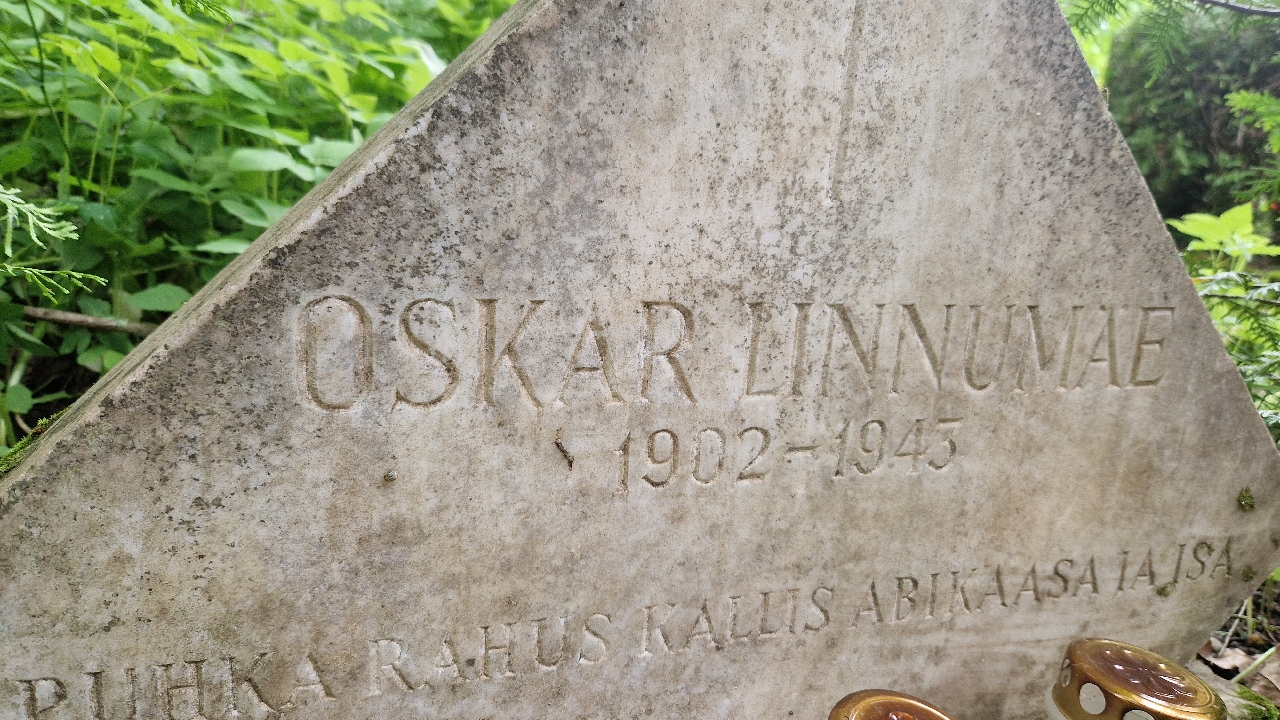 OSKAR LINNUMAE
1902-1943
PUHKA RAHUS KALLIS ABIKAASA JA ISA